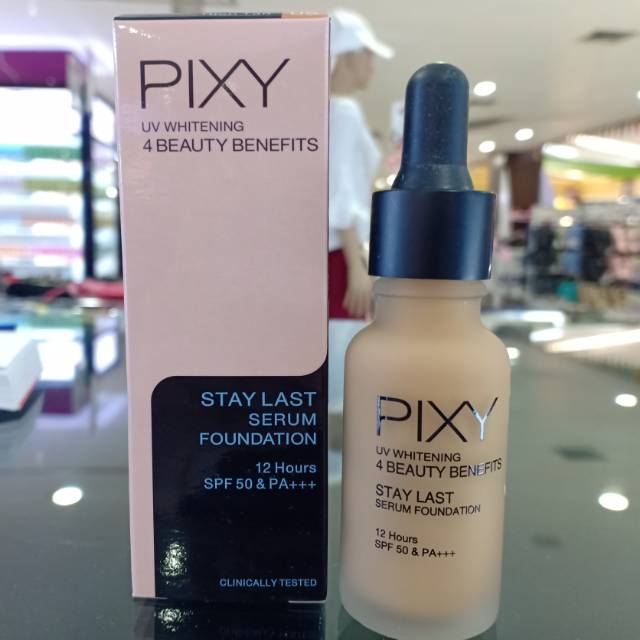 PIXY
UV WHITENING
4 BEAUTY BENEFITS
STAY LAST
SERUM
FOUNDATION
12 Hours
SPF 50 & PA+++
CLINICALLY TESTED
PIXY
UV WHITENING
4 BEAUTY BENEFITS
STAY LAST
SERUM FOUNDATION
12 Hours
SPF 50 & PA+++